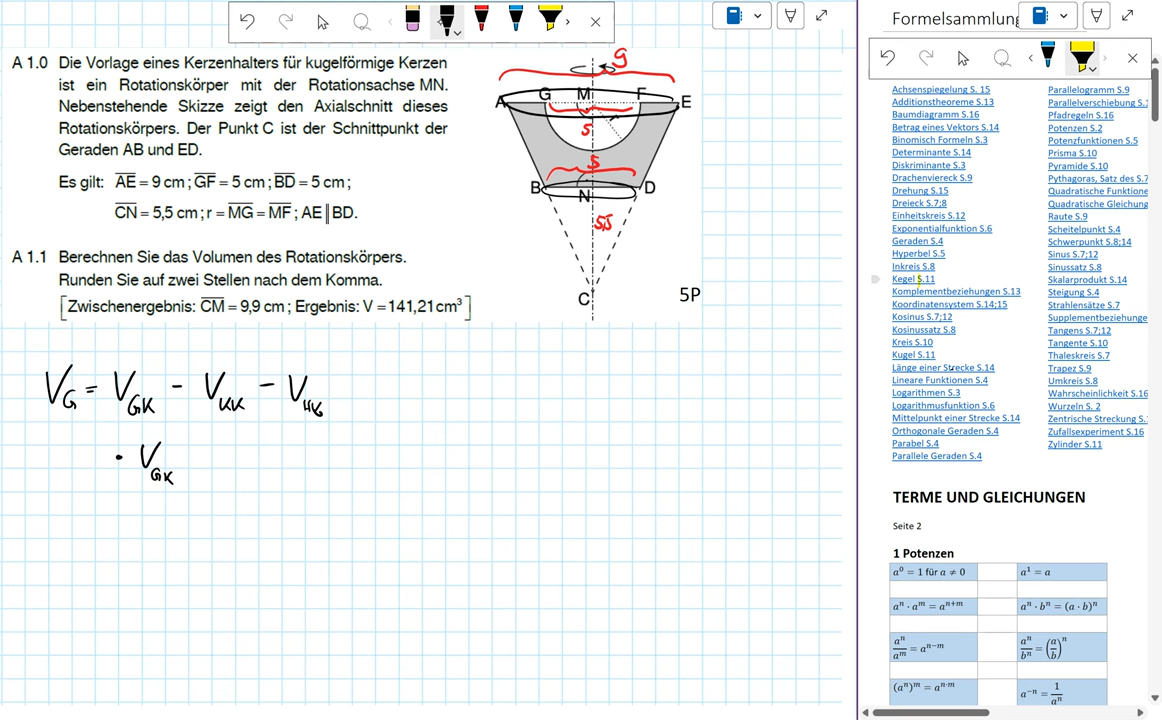 Formelsammlung
A 1.0 Die Vorlage eines Kerzenhalters für kugelförmige Kerzen
ist ein Rotationskörper mit der Rotationsachse MN.
Nebenstehende Skizze zeigt den Axialschnitt dieses
Rotationskörpers. Der Punkt C ist der Schnittpunkt der
Geraden AB und ED.
Es gilt: AE = 9 cm; GF = 5 cm; BD = 5 cm;
CN = 5,5 cm; r = MG = MF; AE ∥ BD.
A 1.1 Berechnen Sie das Volumen des Rotationskörpers.
Runden Sie auf zwei Stellen nach dem Komma.
[Zwischenergebnis: CM = 9,9 cm; Ergebnis: V = 141,21 cm³]
9
A G M F E
5
5
B N D
5,5
C
5P
V_G = V_GK - V_KK - V_HK
• V_GK
Achsenspiegelung S. 15
Additionstheoreme S.13
Baumdiagramm S.16
Betrag eines Vektors S.14
Binomisch Formeln S.3
Determinante S.14
Diskriminante S.3
Drachenviereck S.9
Drehung S.15
Dreieck S.7;8
Einheitskreis S.12
Exponentialfunktion S.6
Geraden S.4
Hyperbel S.5
Inkreis S.8
Kegel S.11
Komplementbeziehungen S.13
Koordinatensystem S.14;15
Kosinus S.7;12
Kosinussatz S.8
Kreis S.10
Kugel S.11
Länge einer Strecke S.14
Lineare Funktionen S.4
Logarithmen S.3
Logarithmusfunktion S.6
Mittelpunkt einer Strecke S.14
Orthogonale Geraden S.4
Parabel S.4
Parallele Geraden S.4
Parallelogramm S.9
Parallelverschiebung S.
Pfadregeln S.16
Potenzen S.2
Potenzfunktionen S.5
Prisma S.10
Pyramide S.10
Pythagoras, Satz des S.7
Quadratische Funktione
Quadratische Gleichung
Raute S.9
Scheitelpunkt S.4
Schwerpunkt S.8;14
Sinus S.7;12
Sinussatz S.8
Skalarprodukt S.14
Steigung S.4
Strahlensätze S.7
Supplementbeziehunge
Tangens S.7;12
Tangente S.10
Thaleskreis S.7
Trapez S.9
Umkreis S.8
Wahrscheinlichkeit S.16
Wurzeln S. 2
Zentrische Streckung S.
Zufallsexperiment S.16
Zylinder S.11
TERME UND GLEICHUNGEN
Seite 2
1 Potenzen
a⁰ = 1 für a ≠ 0 a¹ = a
aⁿ · aᵐ = aⁿ⁺ᵐ aⁿ · bⁿ = (a · b)ⁿ
aⁿ/aᵐ = aⁿ⁻ᵐ aⁿ/bⁿ = (a/b)ⁿ
(aⁿ)ᵐ = aⁿ·ᵐ a⁻ⁿ = 1/aⁿ